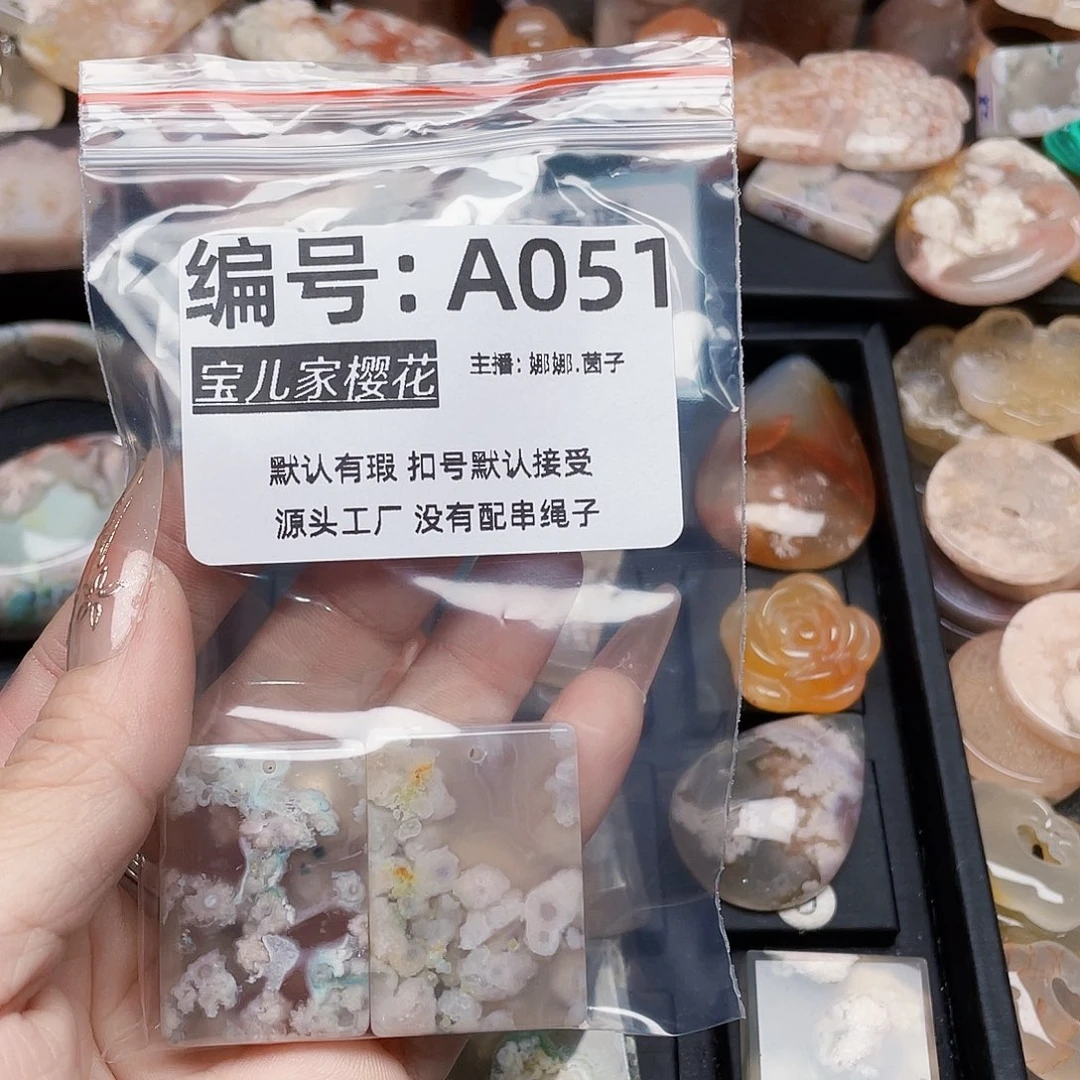 编号：A051
宝儿家樱花 主播：娜娜.茵子
默认有瑕 扣号默认接受
源头工厂 没有配串绳子